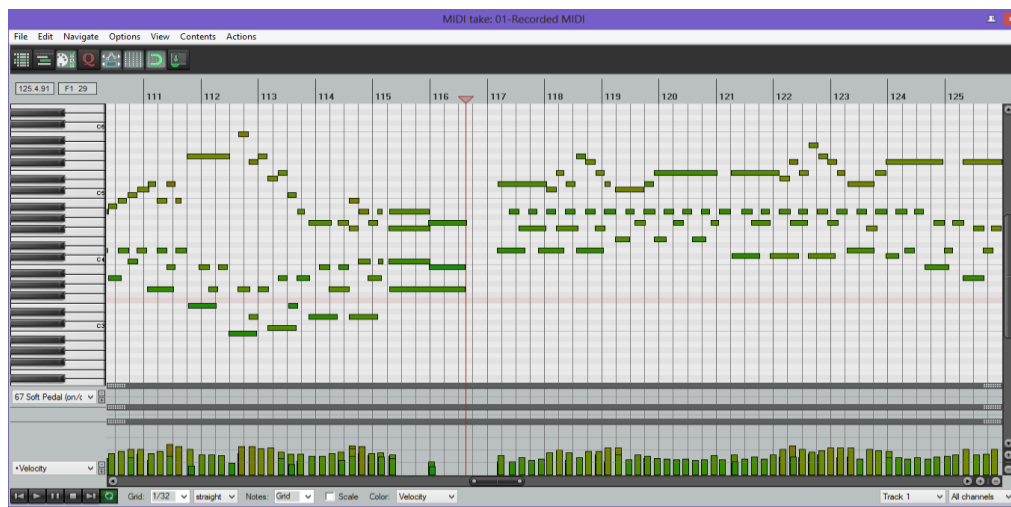 MIDI take: 01-Recorded MIDI
File Edit Navigate Options View Contents Actions
Q
125.4.91 F1 29
111 112 113 114 115 116 117 118 119 120 121 122 123 124 125
C6
C5
C4
C3
67 Soft Pedal (on/c
•Velocity
Grid: 1/32 straight Notes: Grid Scale Color: Velocity Track 1 All channels